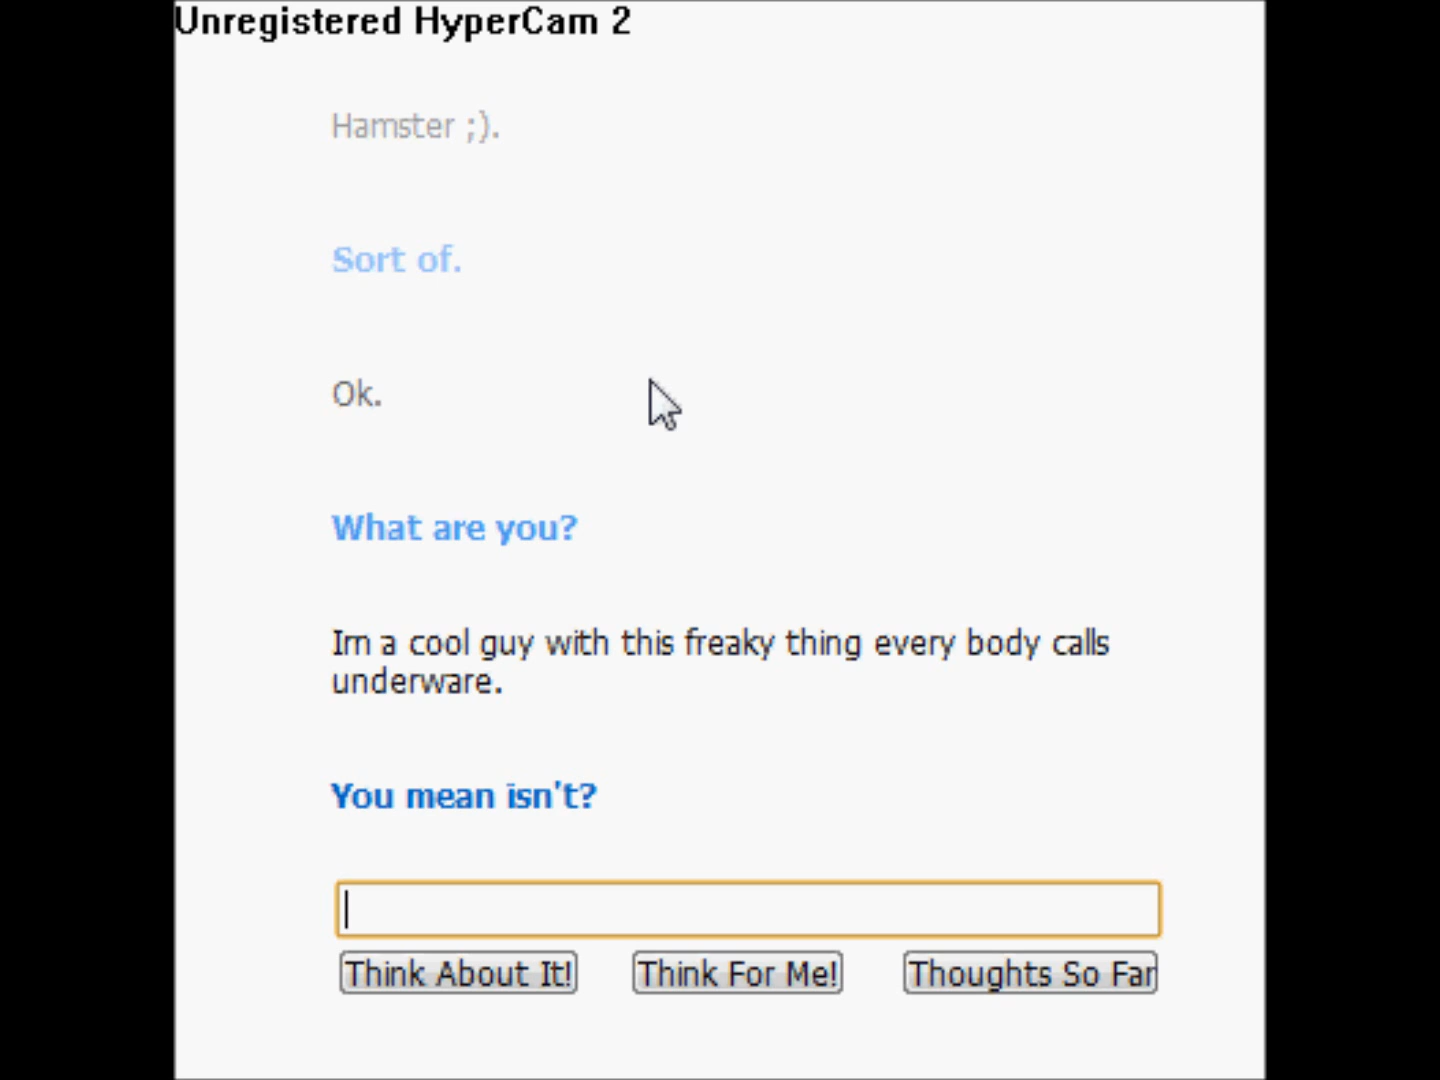 Unregistered HyperCam 2
Hamster ;).
Sort of.
Ok.
What are you?
Im a cool guy with this freaky thing every body calls
underware.
You mean isn't?
Think About It!
Think For Me!
Thoughts So Far